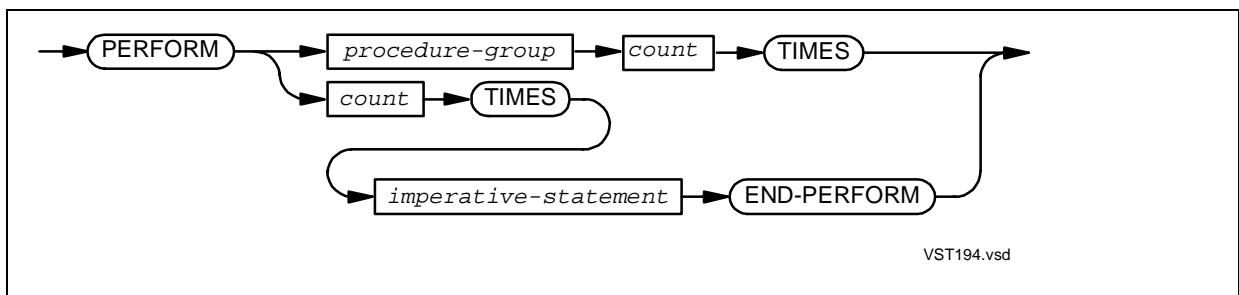 PERFORM procedure-group count TIMES
count TIMES
imperative-statement END-PERFORM
VST194.vsd